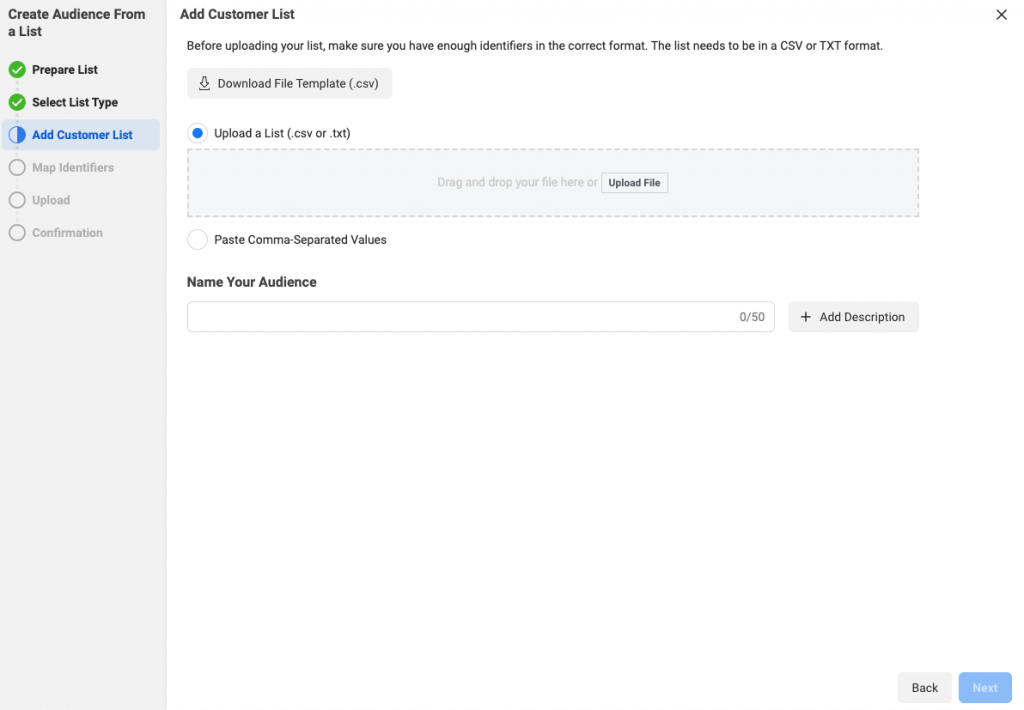 Create Audience From
a List
Prepare List
Select List Type
Add Customer List
Map Identifiers
Upload
Confirmation
Add Customer List
Before uploading your list, make sure you have enough identifiers in the correct format. The list needs to be in a CSV or TXT format.
Download File Template (.csv)
Upload a List (.csv or .txt)
Drag and drop your file here or Upload File
Paste Comma-Separated Values
Name Your Audience
0/50
+ Add Description
Back
Next